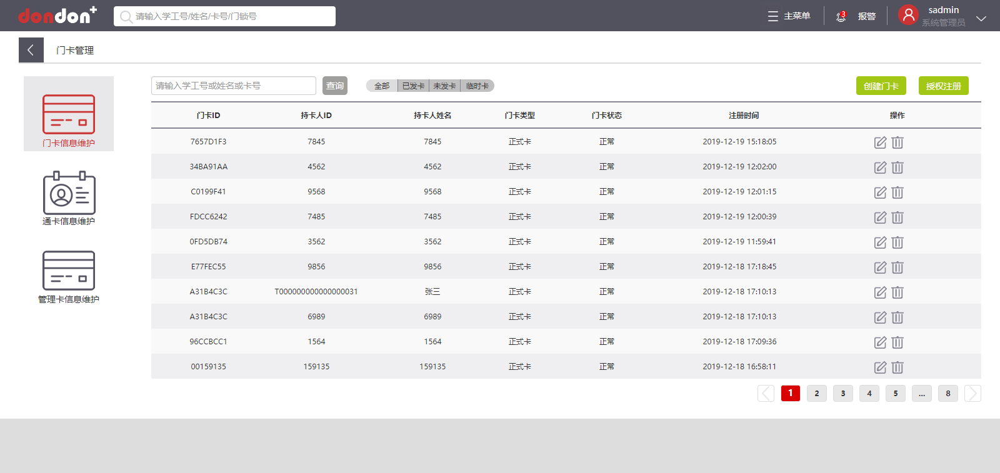 dondon+
请输入学工号/姓名/卡号/门锁号
主菜单
3
报警
sadmin
系统管理员
门卡管理
门卡信息维护
通卡信息维护
管理卡信息维护
请输入学工号或姓名或卡号
查询
全部 已发卡 未发卡 临时卡
创建门卡
授权注册
门卡ID 持卡人ID 持卡人姓名 门卡类型 门卡状态 注册时间 操作
7657D1F3 7845 7845 正式卡 正常 2019-12-19 15:18:05
34BA91AA 4562 4562 正式卡 正常 2019-12-19 12:02:00
C0199F41 9568 9568 正式卡 正常 2019-12-19 12:01:15
FDCC6242 7485 7485 正式卡 正常 2019-12-19 12:00:39
0FD5DB74 3562 3562 正式卡 正常 2019-12-19 11:59:41
E77FEC55 9856 9856 正式卡 正常 2019-12-18 17:18:45
A31B4C3C T000000000000000031 张三 正式卡 正常 2019-12-18 17:10:13
A31B4C3C 6989 6989 正式卡 正常 2019-12-18 17:10:13
96CCBCC1 1564 1564 正式卡 正常 2019-12-18 17:09:36
00159135 159135 159135 正式卡 正常 2019-12-18 16:58:11
1 2 3 4 5 ... 8